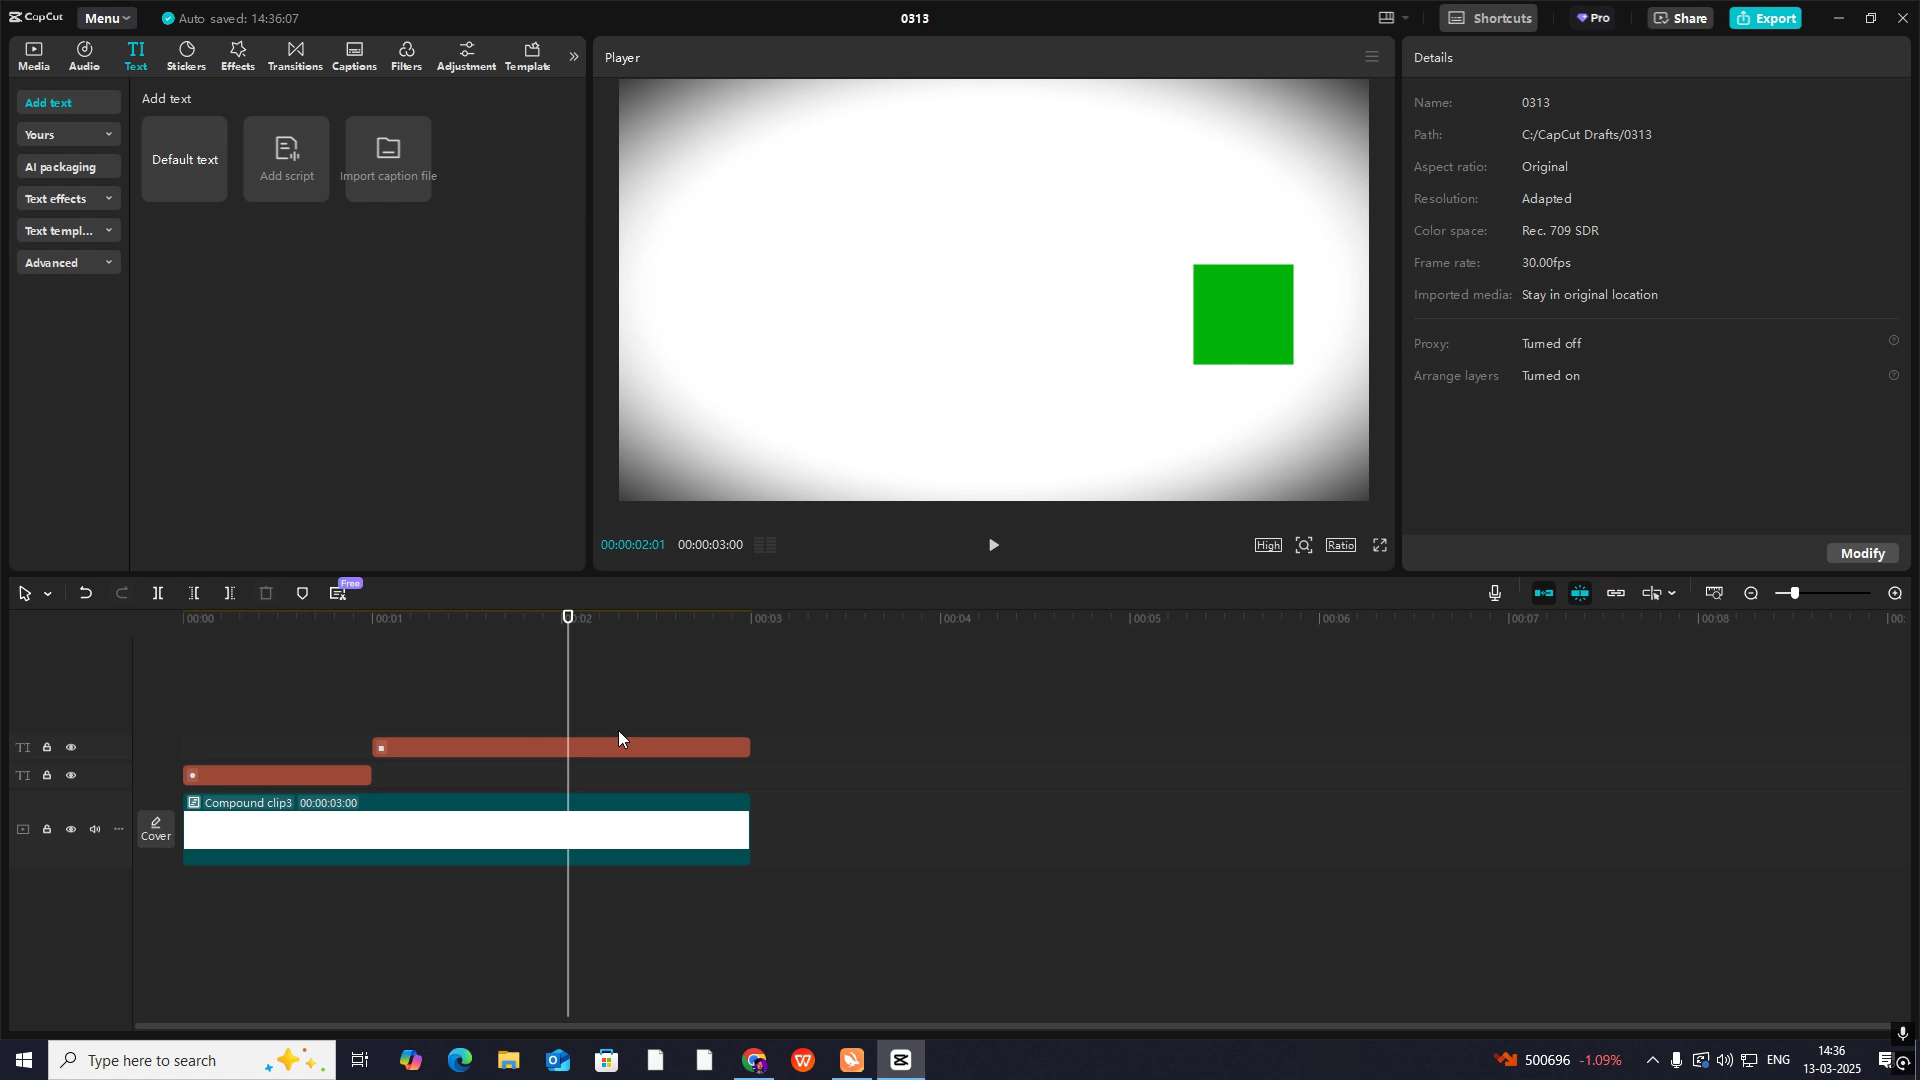 CapCut
Menu
Auto saved: 14:36:07
0313
Shortcuts
Pro
Share
Export
Media
Audio
TI
Text
Stickers
Effects
Transitions
Captions
Filters
Adjustment
Template
Player
Details
Add text
Yours
AI packaging
Text effects
Text templ...
Advanced
Add text
Default text
Add script
Import caption file
Name: 0313
Path: C:/CapCut Drafts/0313
Aspect ratio: Original
Resolution: Adapted
Color space: Rec. 709 SDR
Frame rate: 30.00fps
Imported media: Stay in original location
Proxy: Turned off
Arrange layers Turned on
Modify
00:00:02:01 00:00:03:00
High
Ratio
Free
00:00 00:01 00:02 00:03 00:04 00:05 00:06 00:07 00:08 00:
TI
TI
Compound clip3 00:00:03:00
Cover
Type here to search
500696 -1.09%
ENG
14:36
13-03-2025